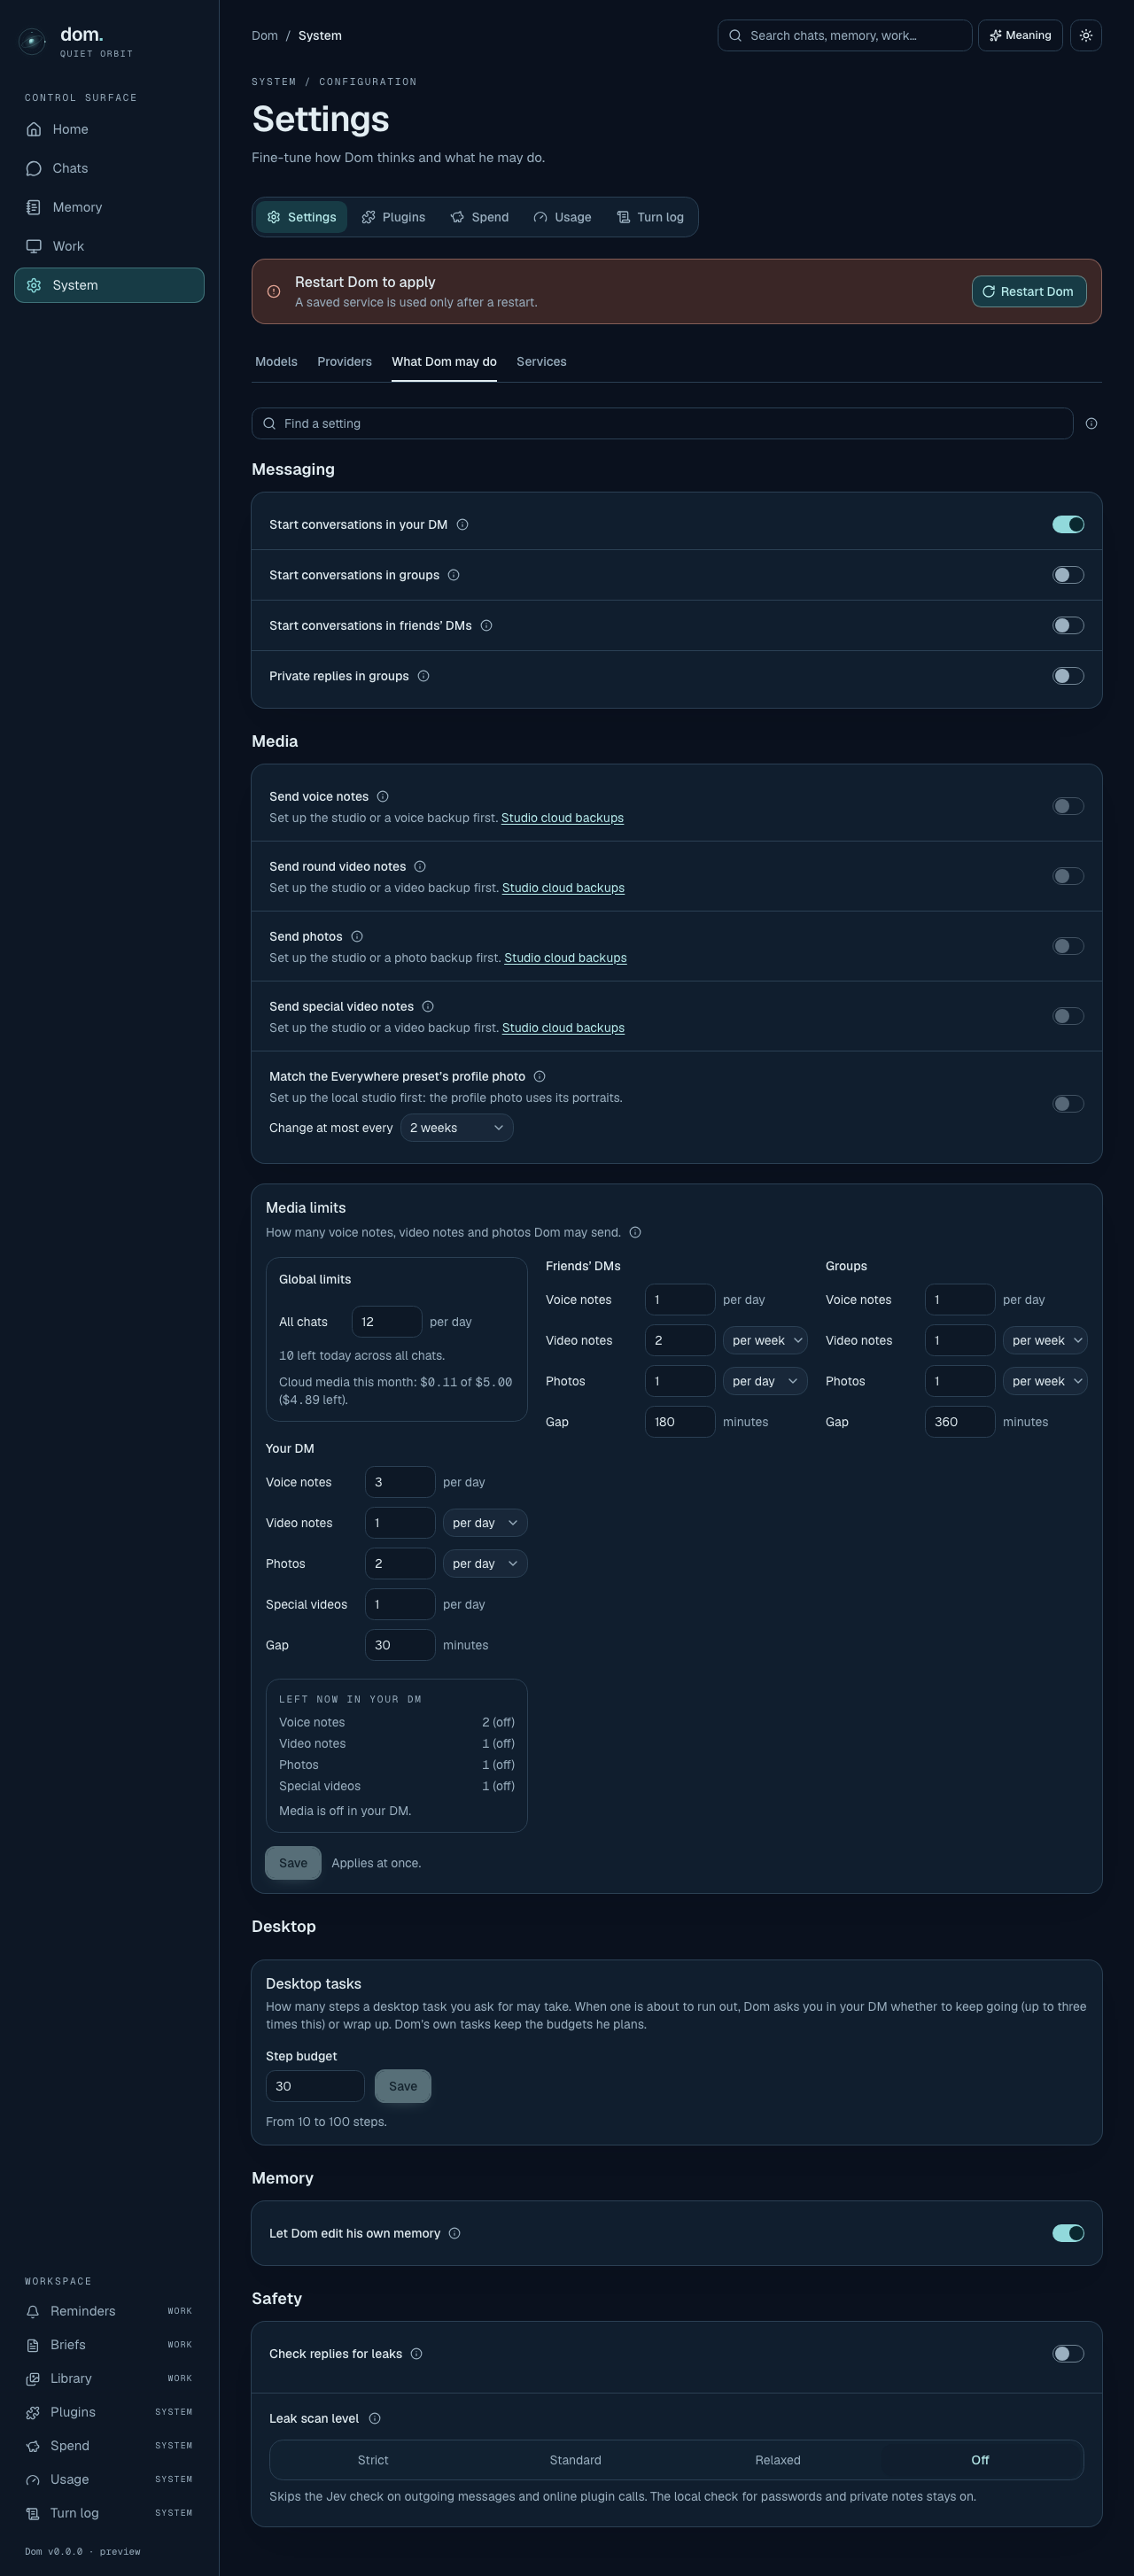 dom.
QUIET ORBIT
CONTROL SURFACE
Home
Chats
Memory
Work
System
Dom / System
Search chats, memory, work…
Meaning
SYSTEM / CONFIGURATION
Settings
Fine-tune how Dom thinks and what he may do.
Settings
Plugins
Spend
Usage
Turn log
Restart Dom to apply
A saved service is used only after a restart.
Restart Dom
Models
Providers
What Dom may do
Services
Find a setting
Messaging
Start conversations in your DM
Start conversations in groups
Start conversations in friends’ DMs
Private replies in groups
Media
Send voice notes
Set up the studio or a voice backup first. Studio cloud backups
Send round video notes
Set up the studio or a video backup first. Studio cloud backups
Send photos
Set up the studio or a photo backup first. Studio cloud backups
Send special video notes
Set up the studio or a video backup first. Studio cloud backups
Match the Everywhere preset’s profile photo
Set up the local studio first: the profile photo uses its portraits.
Change at most every 2 weeks
Media limits
How many voice notes, video notes and photos Dom may send.
Global limits
All chats 12 per day
10 left today across all chats.
Cloud media this month: $0.11 of $5.00
($4.89 left).
Your DM
Voice notes 3 per day
Video notes 1 per day
Photos 2 per day
Special videos 1 per day
Gap 30 minutes
LEFT NOW IN YOUR DM
Voice notes 2 (off)
Video notes 1 (off)
Photos 1 (off)
Special videos 1 (off)
Media is off in your DM.
Friends’ DMs
Voice notes 1 per day
Video notes 2 per week
Photos 1 per day
Gap 180 minutes
Groups
Voice notes 1 per day
Video notes 1 per week
Photos 1 per week
Gap 360 minutes
Save Applies at once.
Desktop
Desktop tasks
How many steps a desktop task you ask for may take. When one is about to run out, Dom asks you in your DM whether to keep going (up to three
times this) or wrap up. Dom’s own tasks keep the budgets he plans.
Step budget
30 Save
From 10 to 100 steps.
Memory
Let Dom edit his own memory
Safety
Check replies for leaks
Leak scan level
Strict
Standard
Relaxed
Off
Skips the Jev check on outgoing messages and online plugin calls. The local check for passwords and private notes stays on.
WORKSPACE
Reminders WORK
Briefs WORK
Library WORK
Plugins SYSTEM
Spend SYSTEM
Usage SYSTEM
Turn log SYSTEM
Dom v0.0.0 · preview